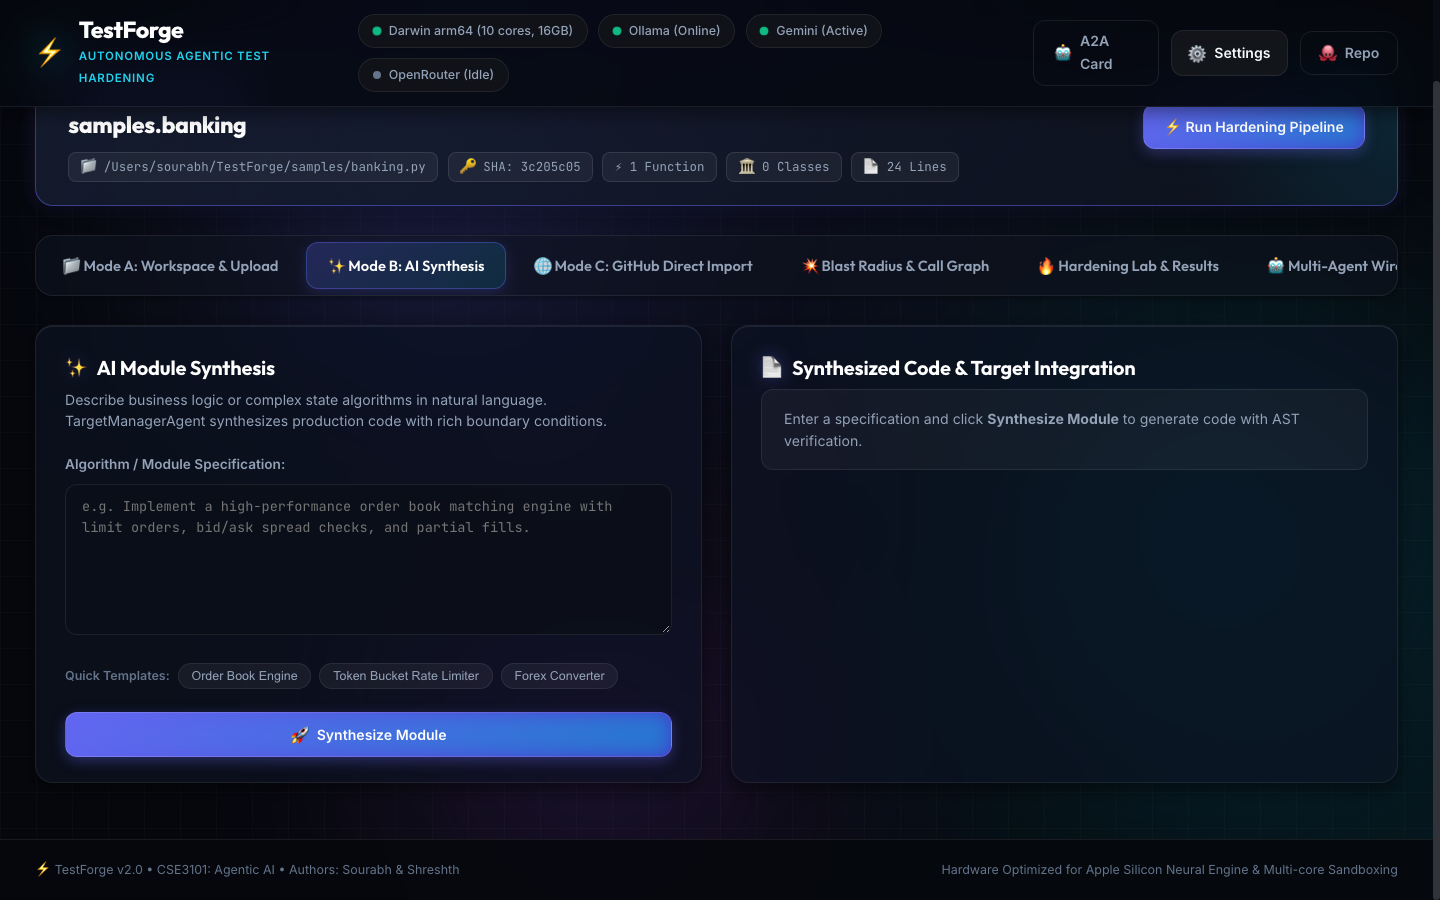 TestForge
AUTONOMOUS AGENTIC TEST
HARDENING
Darwin arm64 (10 cores, 16GB)
Ollama (Online)
Gemini (Active)
OpenRouter (Idle)
A2A
Card
Settings
Repo
samples.banking
Run Hardening Pipeline
/Users/sourabh/TestForge/samples/banking.py
SHA: 3c205c05
1 Function
0 Classes
24 Lines
Mode A: Workspace & Upload
Mode B: AI Synthesis
Mode C: GitHub Direct Import
Blast Radius & Call Graph
Hardening Lab & Results
Multi-Agent Wir
AI Module Synthesis
Describe business logic or complex state algorithms in natural language.
TargetManagerAgent synthesizes production code with rich boundary conditions.
Algorithm / Module Specification:
e.g. Implement a high-performance order book matching engine with
limit orders, bid/ask spread checks, and partial fills.
Quick Templates:
Order Book Engine
Token Bucket Rate Limiter
Forex Converter
Synthesize Module
Synthesized Code & Target Integration
Enter a specification and click Synthesize Module to generate code with AST
verification.
TestForge v2.0 • CSE3101: Agentic AI • Authors: Sourabh & Shreshth
Hardware Optimized for Apple Silicon Neural Engine & Multi-core Sandboxing